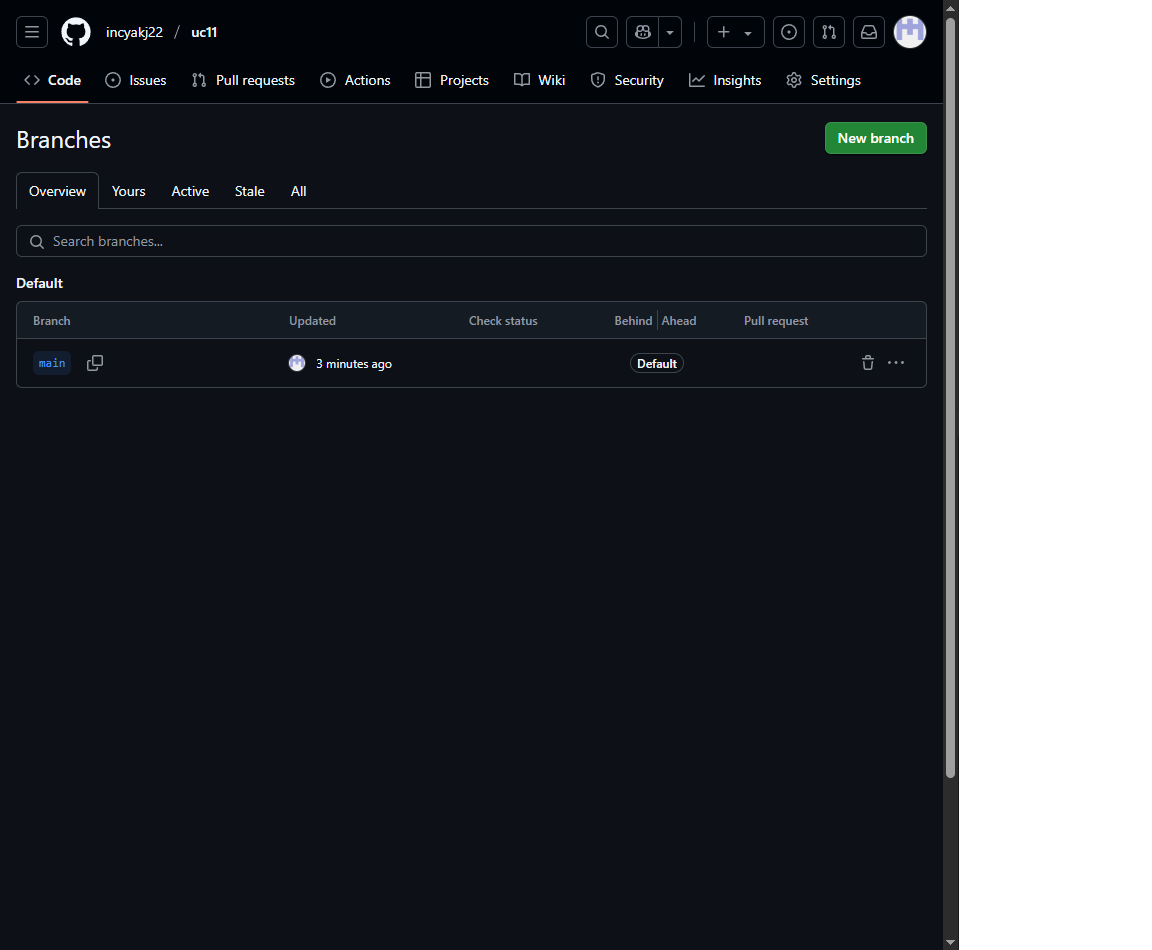 incyakj22 / uc11
Code Issues Pull requests Actions Projects Wiki Security Insights Settings
Branches
New branch
Overview Yours Active Stale All
Search branches...
Default
Branch Updated Check status Behind Ahead Pull request
main 3 minutes ago Default